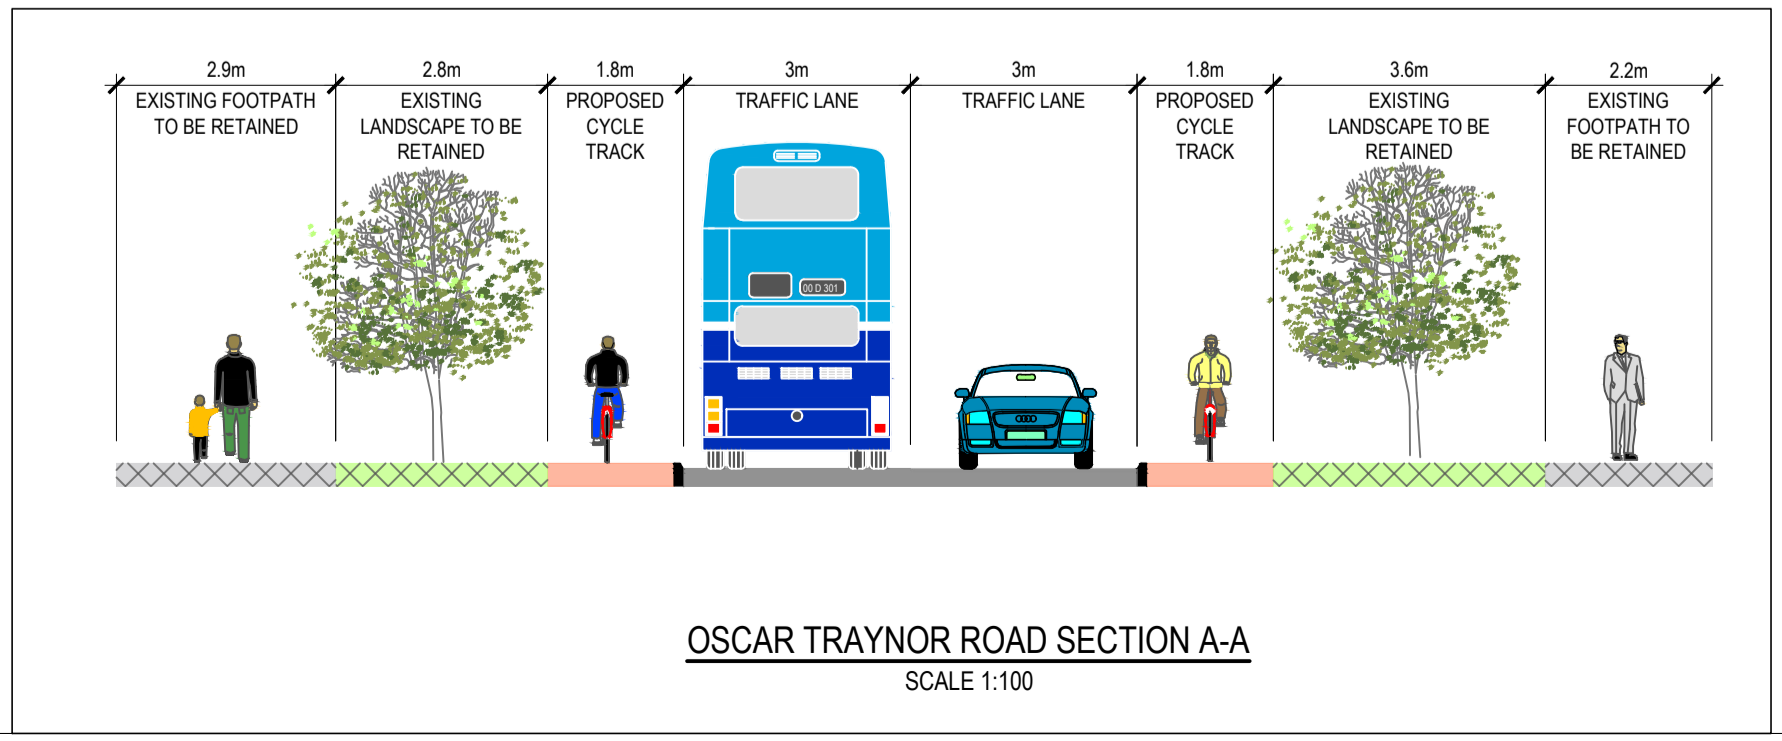 2.9m
EXISTING FOOTPATH
TO BE RETAINED
2.8m
EXISTING
LANDSCAPE TO BE
RETAINED
1.8m
PROPOSED
CYCLE
TRACK
3m
TRAFFIC LANE
3m
TRAFFIC LANE
1.8m
PROPOSED
CYCLE
TRACK
3.6m
EXISTING
LANDSCAPE TO BE
RETAINED
2.2m
EXISTING
FOOTPATH TO
BE RETAINED
00 D 301
OSCAR TRAYNOR ROAD SECTION A-A
SCALE 1:100